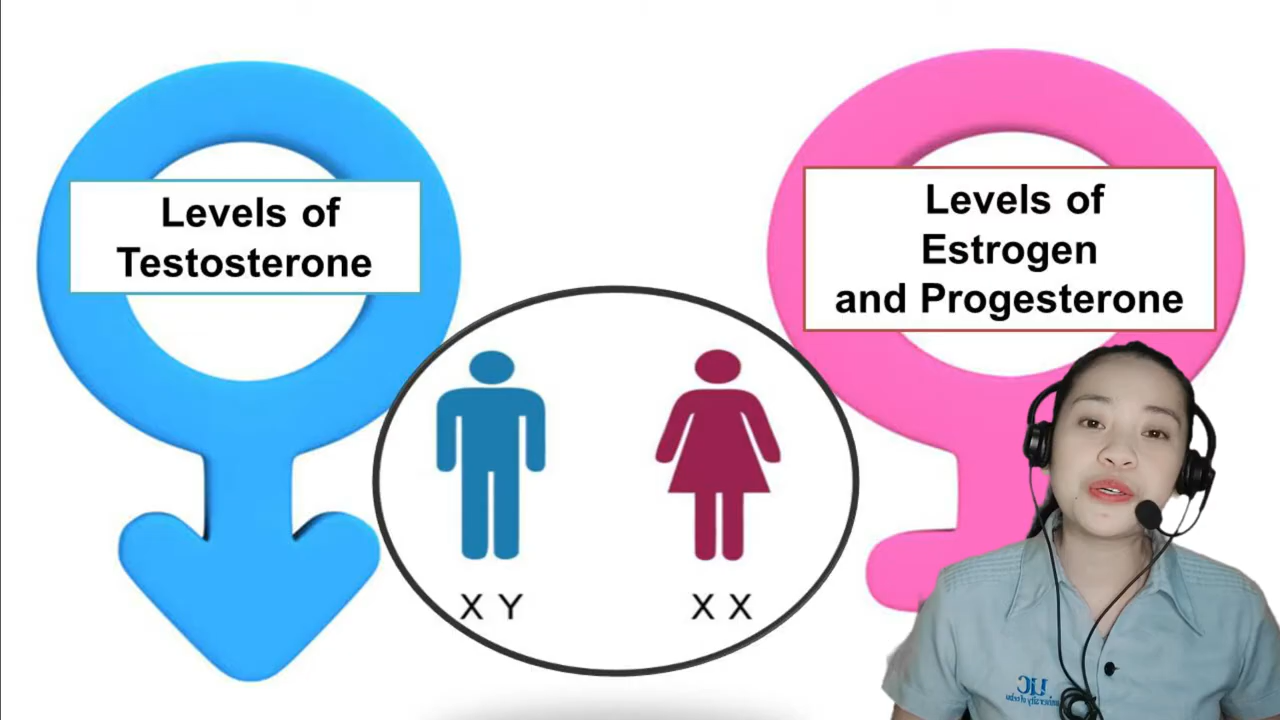 Levels of
Testosterone
Levels of
Estrogen
and Progesterone
X Y
X X